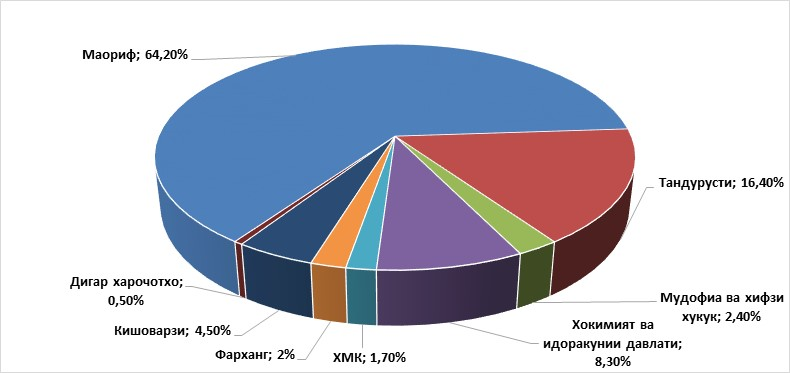 Маориф; 64,20%
Тандурусти; 16,40%
Мудофиа ва хифзи
хукук; 2,40%
Хокимият ва
идоракунии давлати;
8,30%
ХМК; 1,70%
Фарханг; 2%
Кишоварзи; 4,50%
Дигар харочотхо;
0,50%